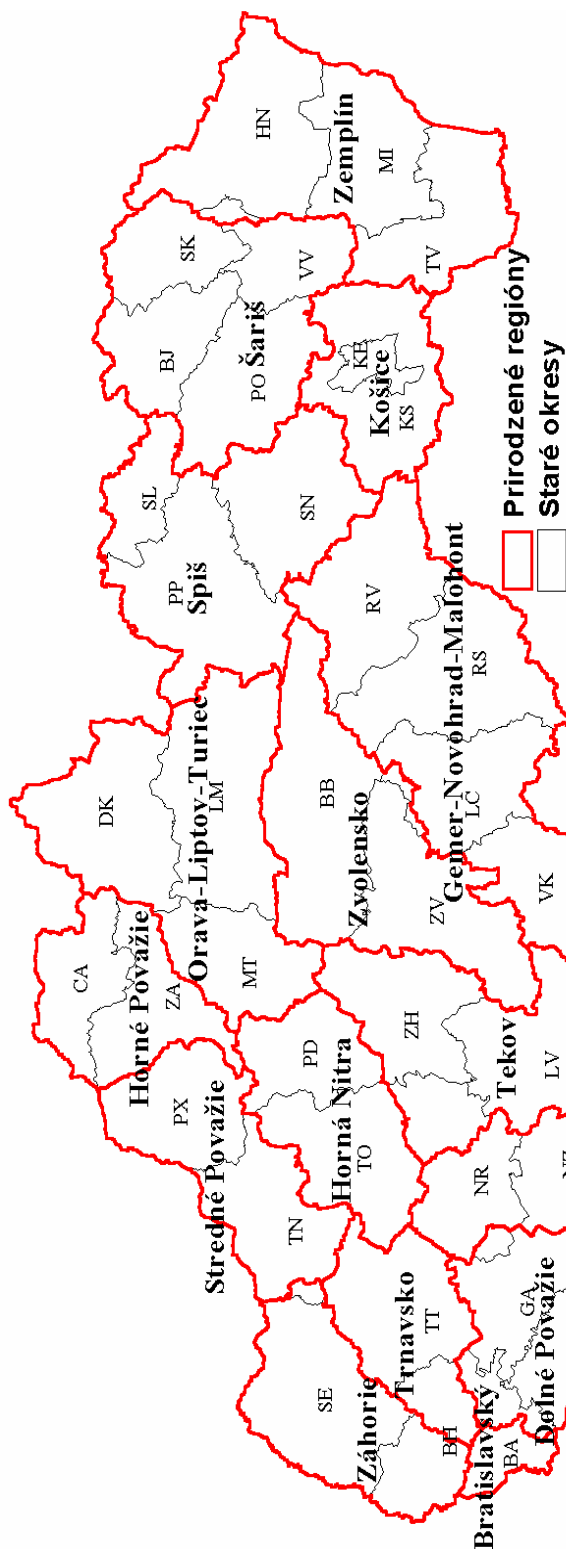 HN
Zemplín
MI
SK
VV
TV
BJ
PO
Šariš
KE
Košice
KS
SL
PP
Spiš
SN
RV
Gemer-Novohrad-Malohont
RS
LC
DK
Orava-Liptov-Turiec
LM
MT
BB
Zvolensko
ZV
VK
CA
Horné Považie
ZA
PX
Stredné Považie
PD
Horná Nitra
TO
TN
ZH
Tekov
LV
NR
SE
Záhorie
Trnavsko
TT
BH
GA
Dolné Považie
Bratislavský
BA
Prirodzené regióny
Staré okresy